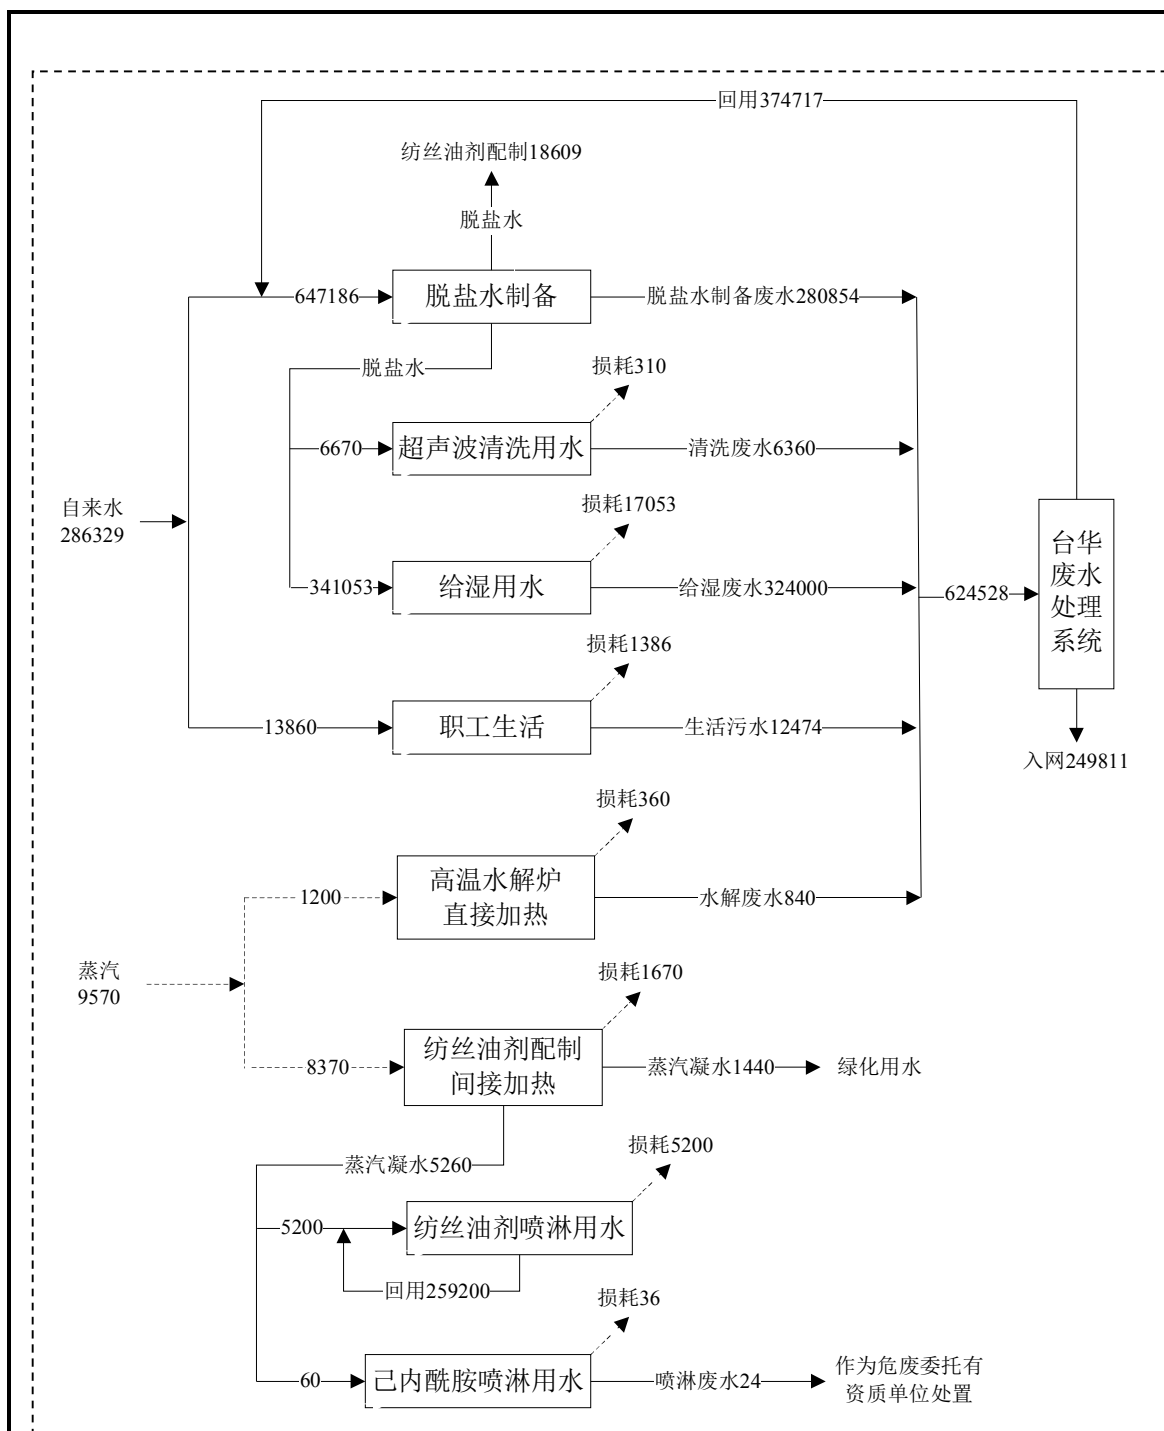 回用374717
纺丝油剂配制18609
脱盐水
647186
脱盐水制备
脱盐水制备废水280854
脱盐水
损耗310
6670
超声波清洗用水
清洗废水6360
自来水
286329
损耗17053
341053
给湿用水
给湿废水324000
624528
台华
废水
处理
系统
损耗1386
13860
职工生活
生活污水12474
入网249811
损耗360
1200
高温水解炉
直接加热
水解废水840
蒸汽
9570
损耗1670
8370
纺丝油剂配制
间接加热
蒸汽凝水1440
绿化用水
蒸汽凝水5260
损耗5200
5200
纺丝油剂喷淋用水
回用259200
损耗36
60
己内酰胺喷淋用水
喷淋废水24
作为危废委托有
资质单位处置